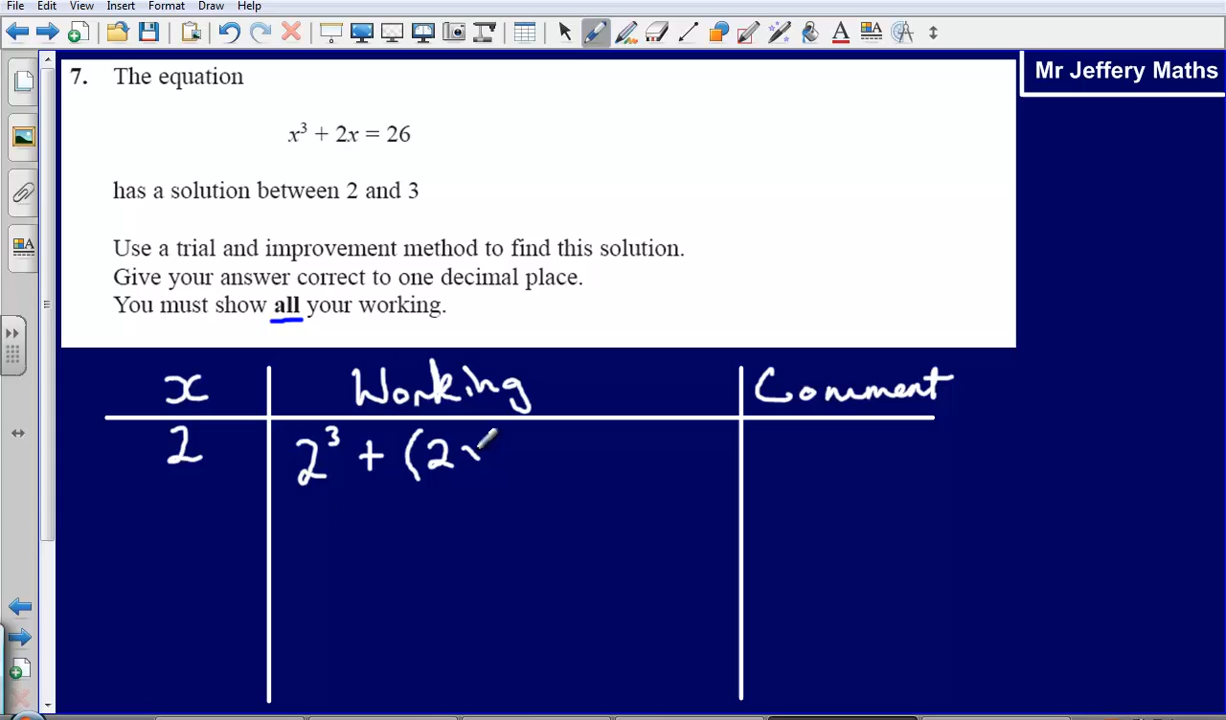 File Edit View Insert Format Draw Help
Mr Jeffery Maths
7. The equation
x³ + 2x = 26
has a solution between 2 and 3
Use a trial and improvement method to find this solution.
Give your answer correct to one decimal place.
You must show all your working.
x Working Comment
2 2³ + (2×